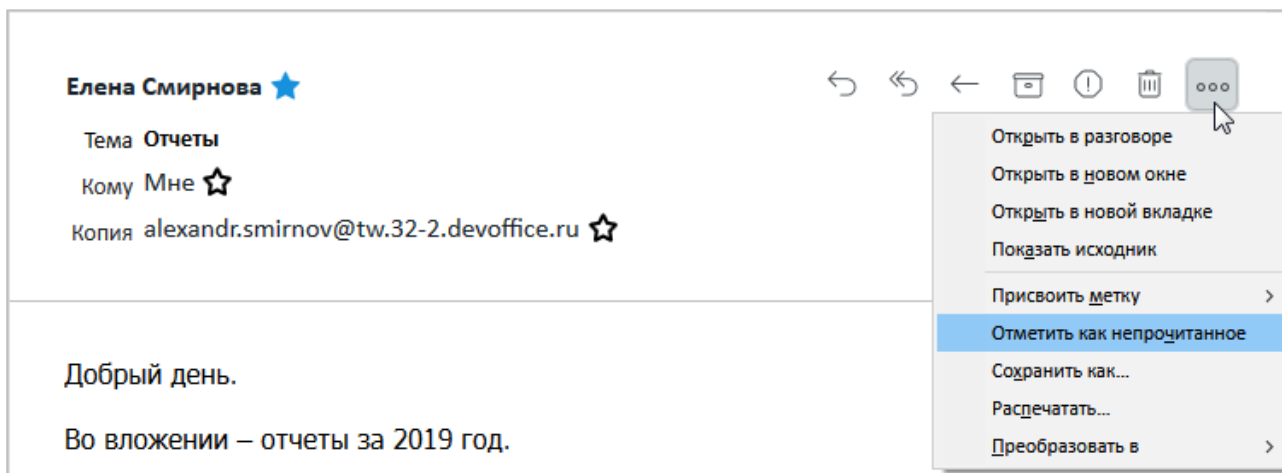 Елена Смирнова
Тема Отчеты
Кому Мне
Копия alexandr.smirnov@tw.32-2.devoffice.ru
Открыть в разговоре
Открыть в новом окне
Открыть в новой вкладке
Показать исходник
Присвоить метку
Отметить как непрочитанное
Сохранить как...
Распечатать...
Преобразовать в
Добрый день.
Во вложении – отчеты за 2019 год.